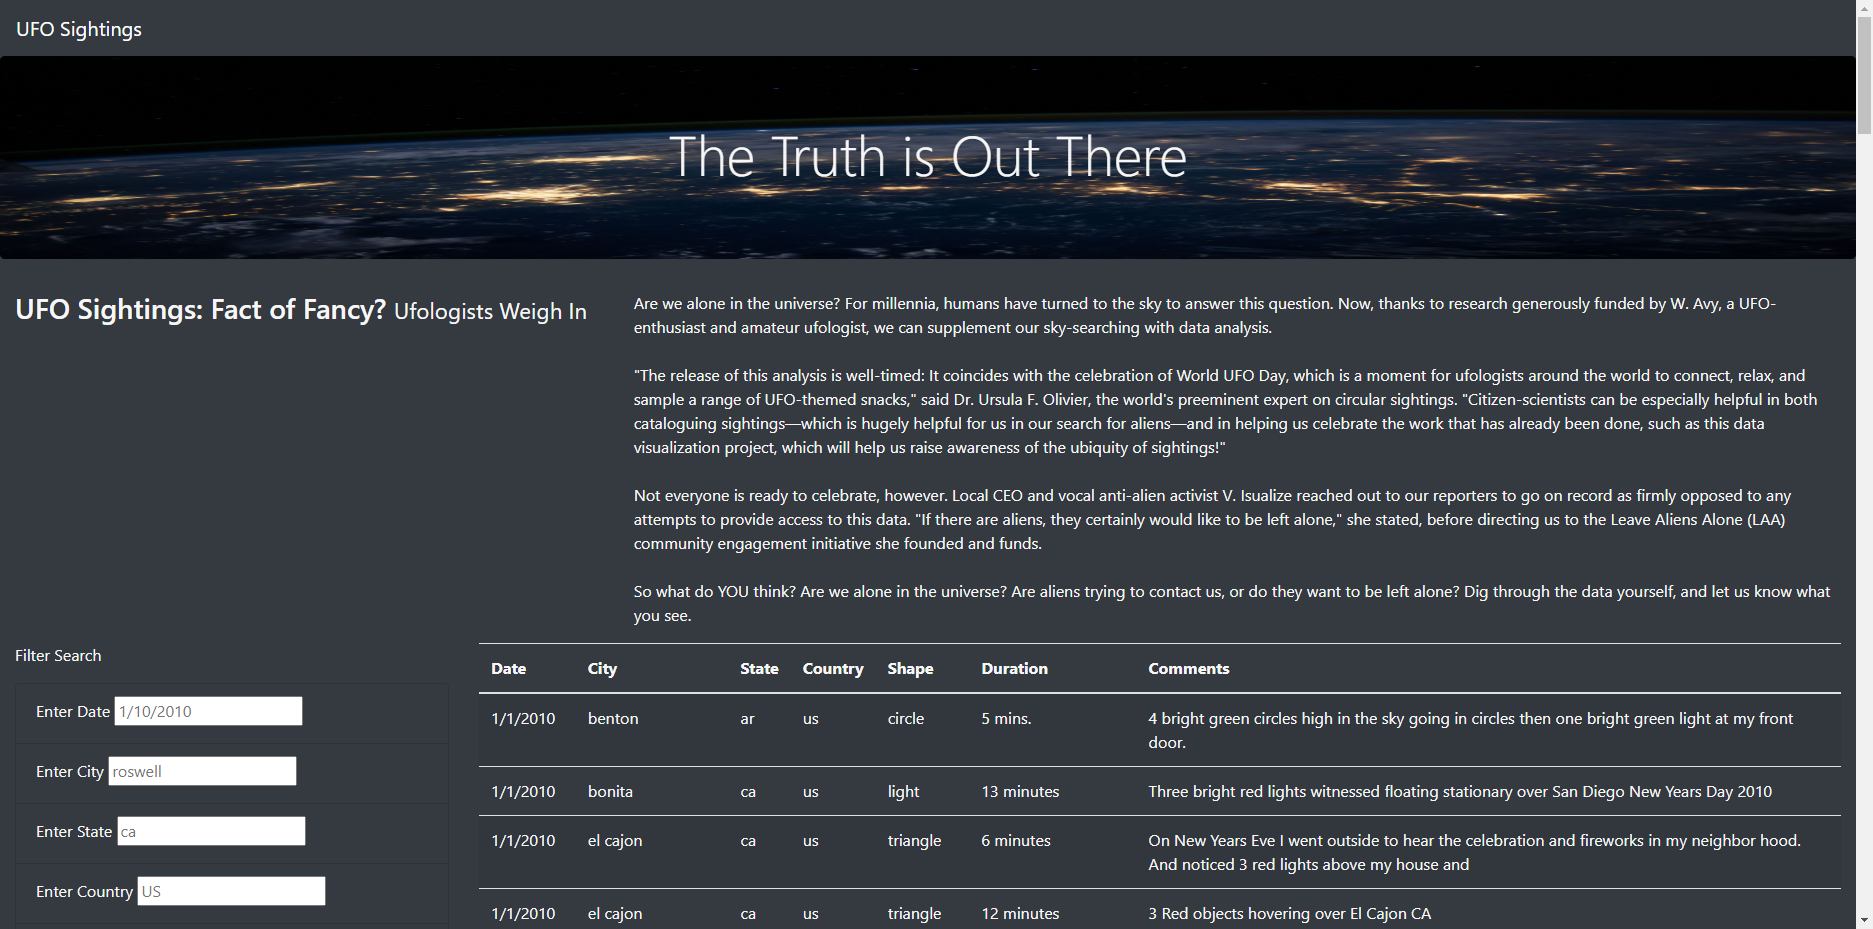 UFO Sightings
The Truth is Out There
UFO Sightings: Fact of Fancy? Ufologists Weigh In
Are we alone in the universe? For millennia, humans have turned to the sky to answer this question. Now, thanks to research generously funded by W. Avy, a UFO-
enthusiast and amateur ufologist, we can supplement our sky-searching with data analysis.
"The release of this analysis is well-timed: It coincides with the celebration of World UFO Day, which is a moment for ufologists around the world to connect, relax, and
sample a range of UFO-themed snacks," said Dr. Ursula F. Olivier, the world's preeminent expert on circular sightings. "Citizen-scientists can be especially helpful in both
cataloguing sightings—which is hugely helpful for us in our search for aliens—and in helping us celebrate the work that has already been done, such as this data
visualization project, which will help us raise awareness of the ubiquity of sightings!"
Not everyone is ready to celebrate, however. Local CEO and vocal anti-alien activist V. Isualize reached out to our reporters to go on record as firmly opposed to any
attempts to provide access to this data. "If there are aliens, they certainly would like to be left alone," she stated, before directing us to the Leave Aliens Alone (LAA)
community engagement initiative she founded and funds.
So what do YOU think? Are we alone in the universe? Are aliens trying to contact us, or do they want to be left alone? Dig through the data yourself, and let us know what
you see.
Filter Search
Enter Date 1/10/2010
Enter City roswell
Enter State ca
Enter Country US
Date City State Country Shape Duration Comments
1/1/2010 benton ar us circle 5 mins. 4 bright green circles high in the sky going in circles then one bright green light at my front
door.
1/1/2010 bonita ca us light 13 minutes Three bright red lights witnessed floating stationary over San Diego New Years Day 2010
1/1/2010 el cajon ca us triangle 6 minutes On New Years Eve I went outside to hear the celebration and fireworks in my neighbor hood.
And noticed 3 red lights above my house and
1/1/2010 el cajon ca us triangle 12 minutes 3 Red objects hovering over El Cajon CA